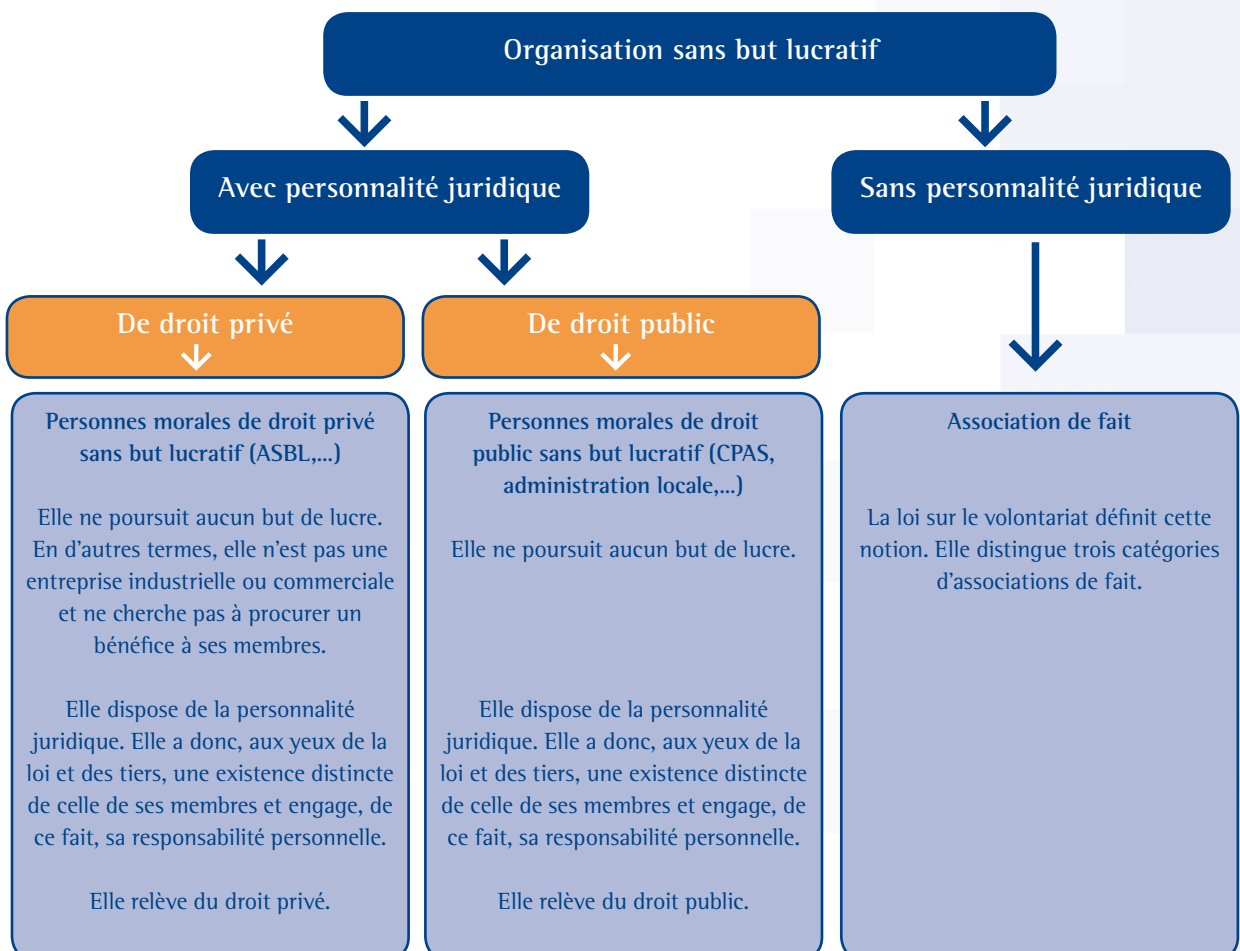 Organisation sans but lucratif
Avec personnalité juridique
Sans personnalité juridique
De droit privé
De droit public
Personnes morales de droit privé
sans but lucratif (ASBL,...)
Elle ne poursuit aucun but de lucre.
En d'autres termes, elle n'est pas une
entreprise industrielle ou commerciale
et ne cherche pas à procurer un
bénéfice à ses membres.
Elle dispose de la personnalité
juridique. Elle a donc, aux yeux de la
loi et des tiers, une existence distincte
de celle de ses membres et engage, de
ce fait, sa responsabilité personnelle.
Elle relève du droit privé.
Personnes morales de droit
public sans but lucratif (CPAS,
administration locale,...)
Elle ne poursuit aucun but de lucre.
Elle dispose de la personnalité
juridique. Elle a donc, aux yeux de la
loi et des tiers, une existence distincte
de celle de ses membres et engage, de
ce fait, sa responsabilité personnelle.
Elle relève du droit public.
Association de fait
La loi sur le volontariat définit cette
notion. Elle distingue trois catégories
d'associations de fait.